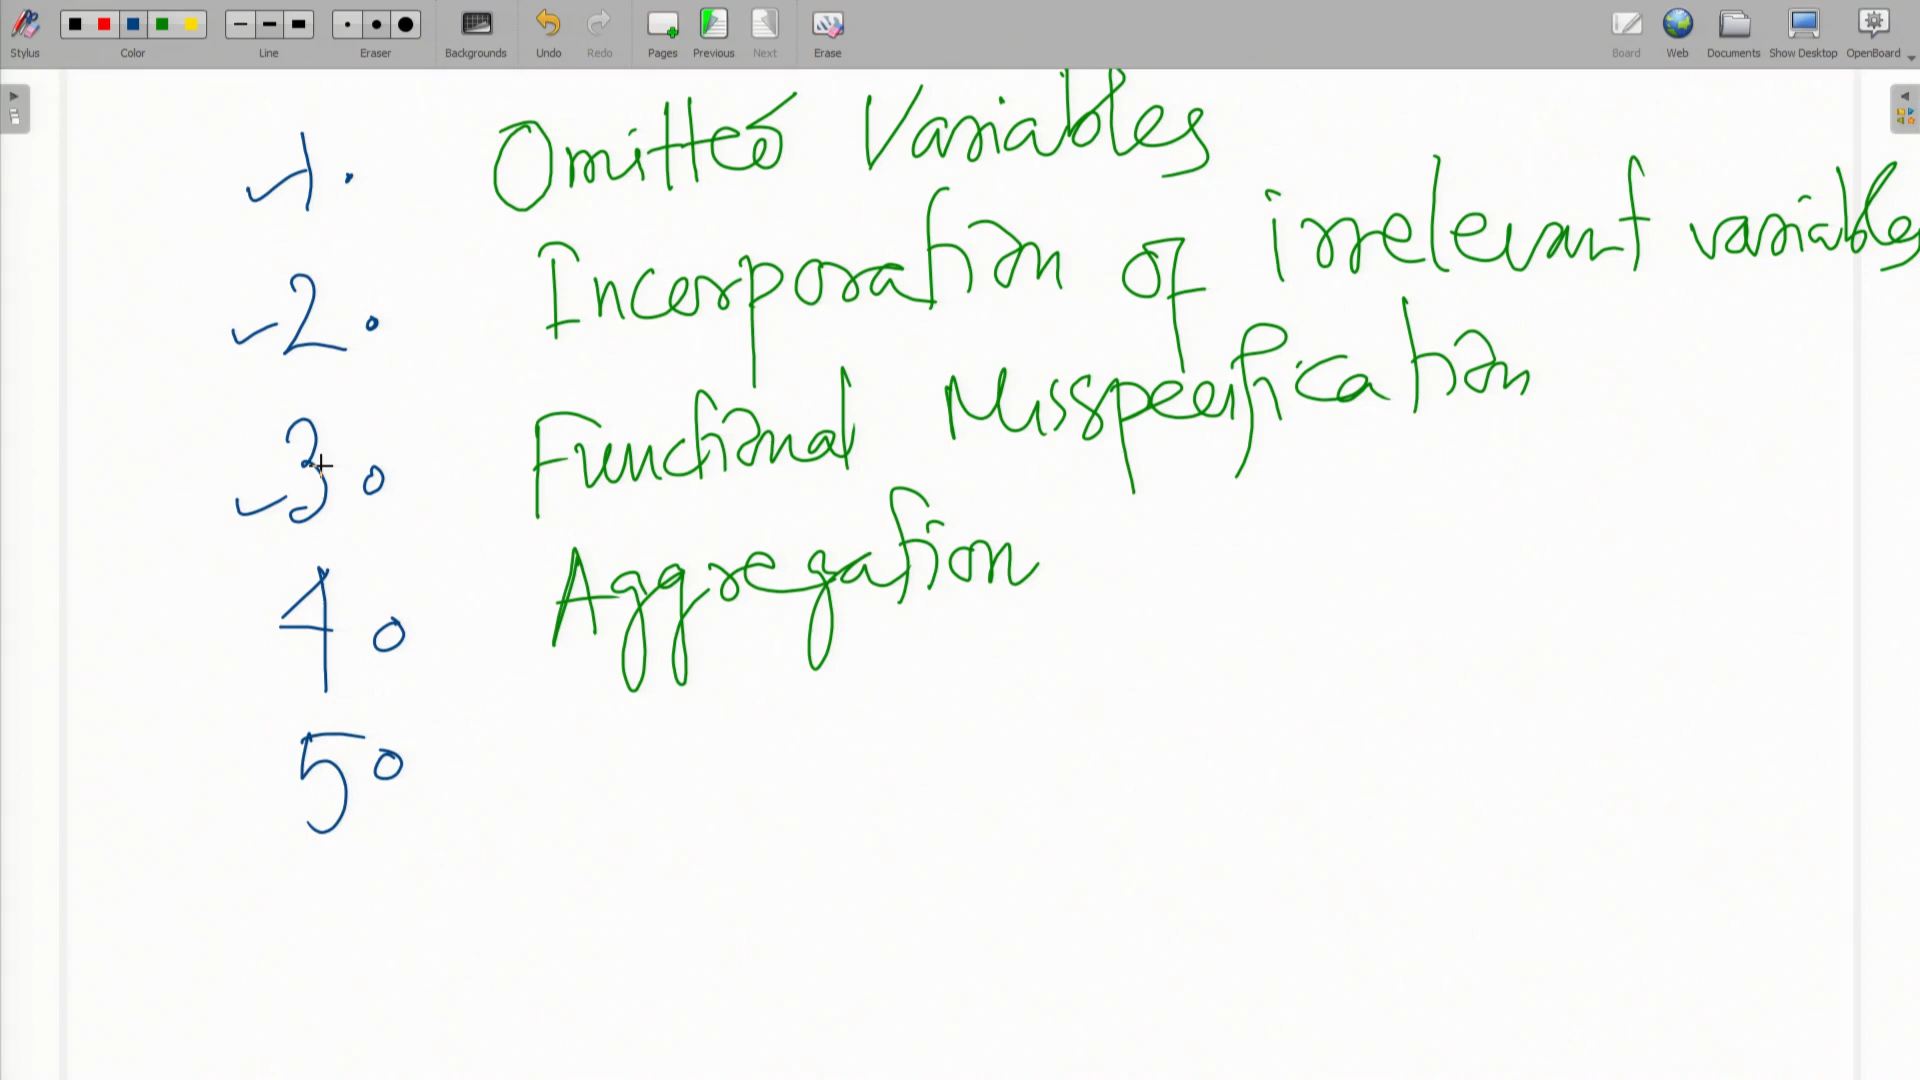 Stylus Color Line Eraser Backgrounds Undo Redo Pages Previous Next Erase Board Web Documents Show Desktop OpenBoard
1. Omitted Variables
2. Incorporation of irrelevant variables
3. Functional Misspecification
4. Aggregation
5.